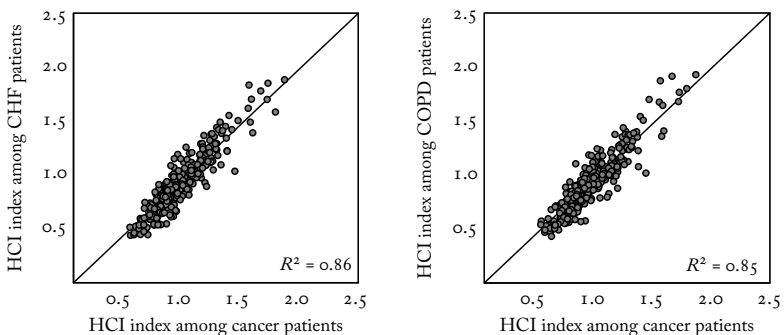 2.5
2.0
1.5
1.0
0.5
HCI index among CHF patients
R² = 0.86
0.5 1.0 1.5 2.0 2.5
HCI index among cancer patients
2.5
2.0
1.5
1.0
0.5
HCI index among COPD patients
R² = 0.85
0.5 1.0 1.5 2.0 2.5
HCI index among cancer patients